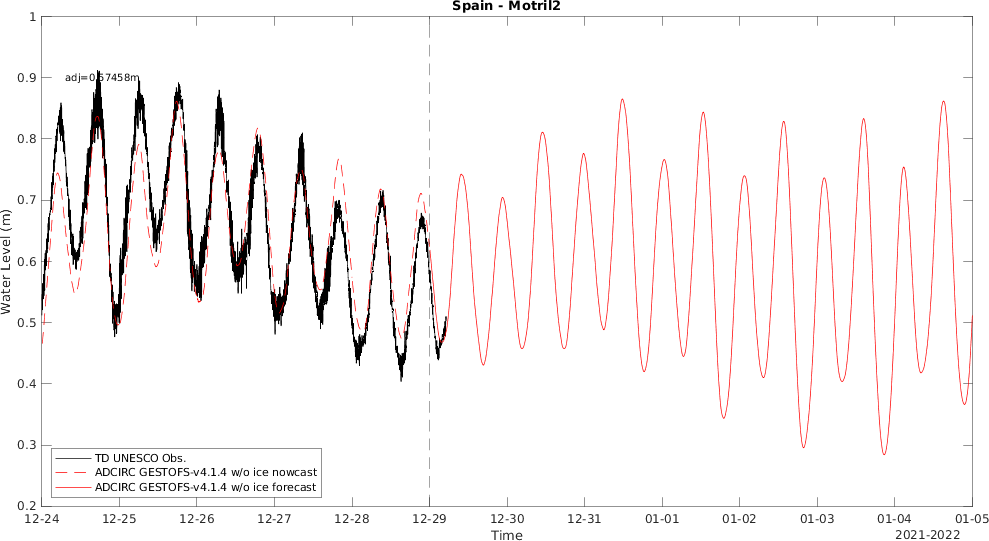 Spain - Motril2
adj=0.57458m
Water Level (m)
1
0.9
0.8
0.7
0.6
0.5
0.4
0.3
0.2
TD UNESCO Obs.
ADCIRC GESTOFS-v4.1.4 w/o ice nowcast
ADCIRC GESTOFS-v4.1.4 w/o ice forecast
12-24 12-25 12-26 12-27 12-28 12-29 12-30 12-31 01-01 01-02 01-03 01-04 01-05
Time
2021-2022